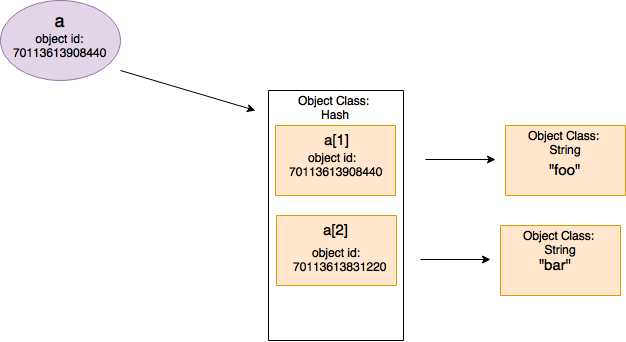 a
object id:
70113613908440
Object Class:
Hash
a[1]
object id:
70113613908440
a[2]
object id:
70113613831220
Object Class:
String
"foo"
Object Class:
String
"bar"